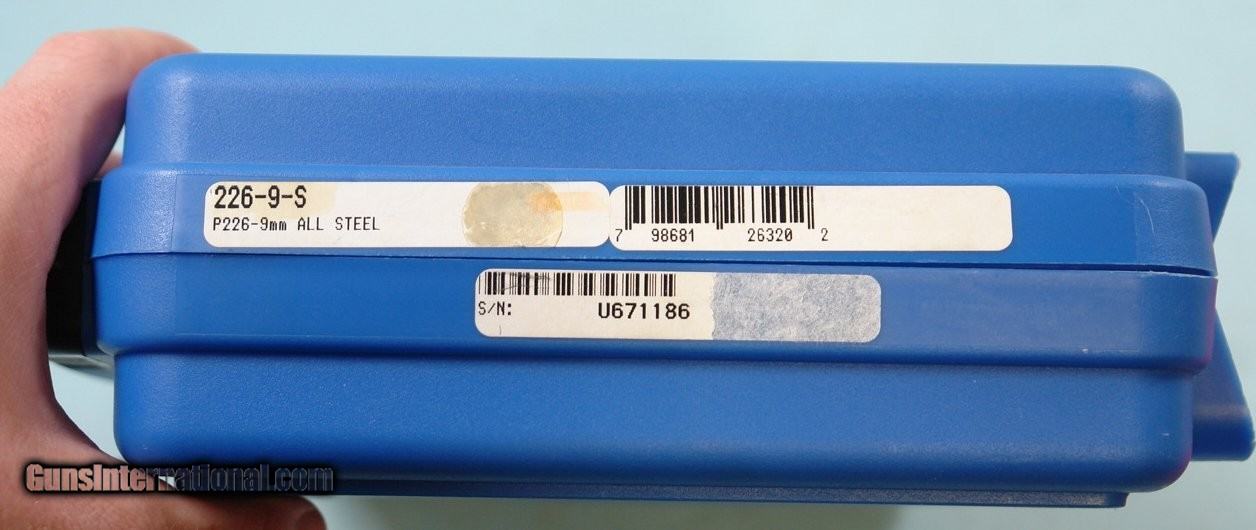 226-9-S
P226-9mm ALL STEEL
7 98681 26320 2
S/N: U671186
GunsInternational.com